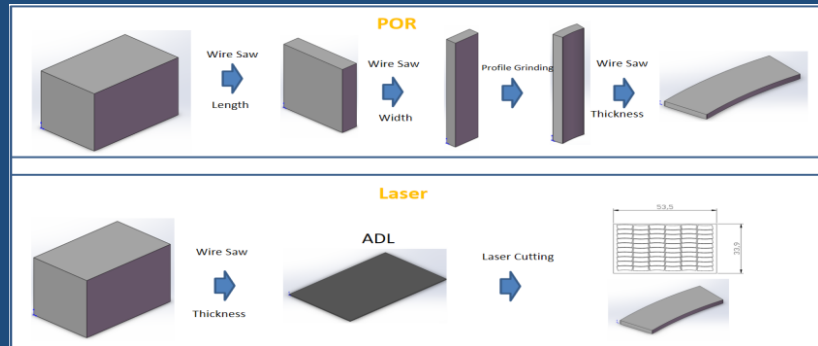 POR
Wire Saw
Length
Wire Saw
Width
Profile Grinding
Wire Saw
Thickness
Laser
Wire Saw
Thickness
ADL
Laser Cutting
53,5
33,9